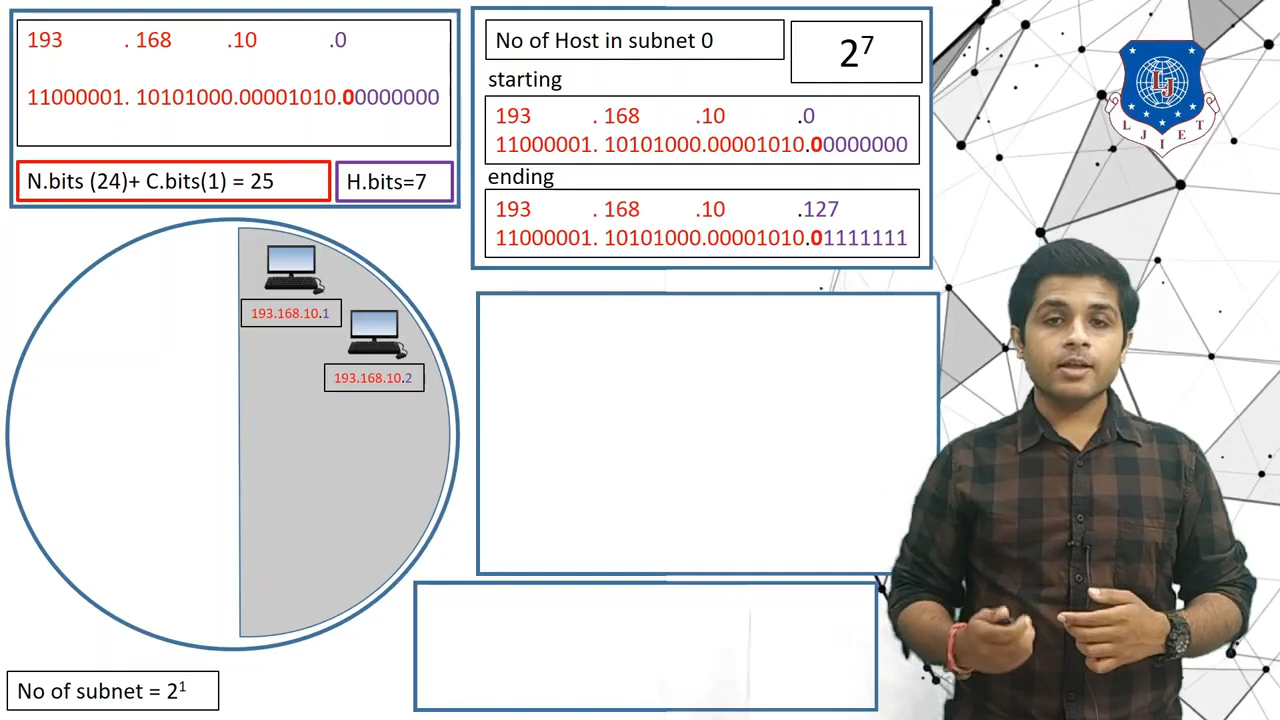 193 . 168 .10 .0
11000001. 10101000.00001010.00000000
N.bits (24)+ C.bits(1) = 25
H.bits=7
No of Host in subnet 0
2⁷
starting
193 . 168 .10 .0
11000001. 10101000.00001010.00000000
ending
193 . 168 .10 .127
11000001. 10101000.00001010.01111111
193.168.10.1
193.168.10.2
No of subnet = 2¹
LJ
L J I E T